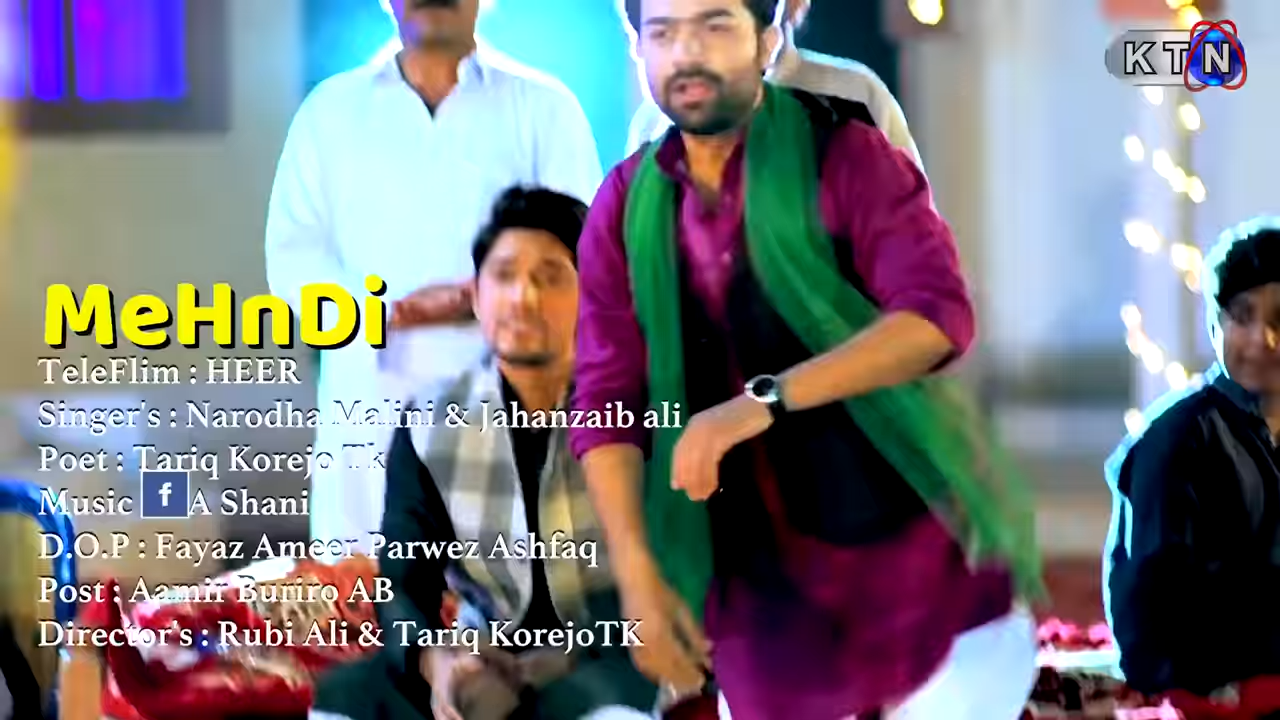 KTN
MeHnDi
TeleFlim : HEER
Singer's : Narodha Malini & Jahanzaib ali
Poet : Tariq Korejo Tk
Music f A Shani
D.O.P : Fayaz Ameer Parwez Ashfaq
Post : Aamir Buriro AB
Director's : Rubi Ali & Tariq KorejoTK